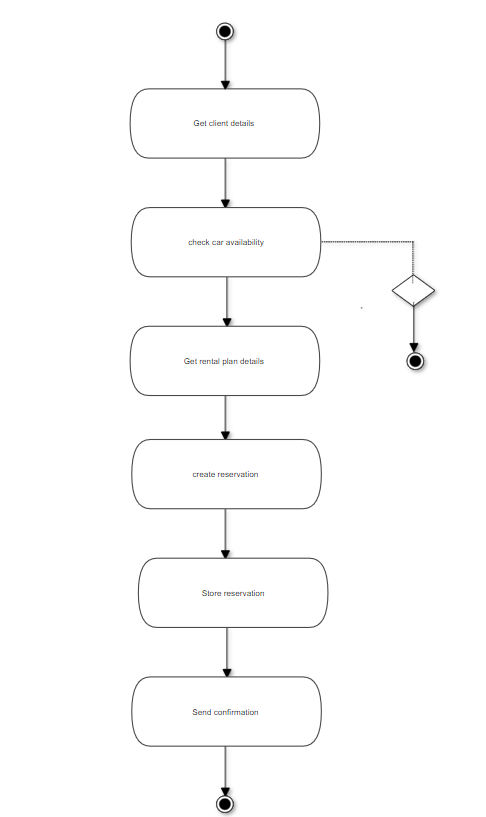 Get client details
check car availability
Get rental plan details
create reservation
Store reservation
Send confirmation